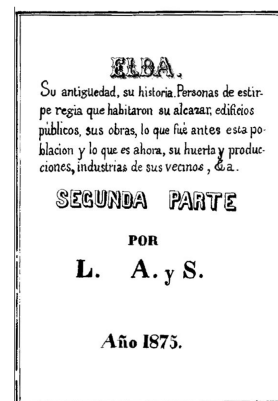 ELDA.
Su antigüedad, su historia. Personas de estir-
pe regia que habitaron su alcazar, edificios
públicos, sus obras, lo que fué antes esta po-
blacion y lo que es ahora, su huerta y produc-
ciones, industrias de sus vecinos, &a.
SEGUNDA PARTE
POR
L. A. y S.
Año 1875.